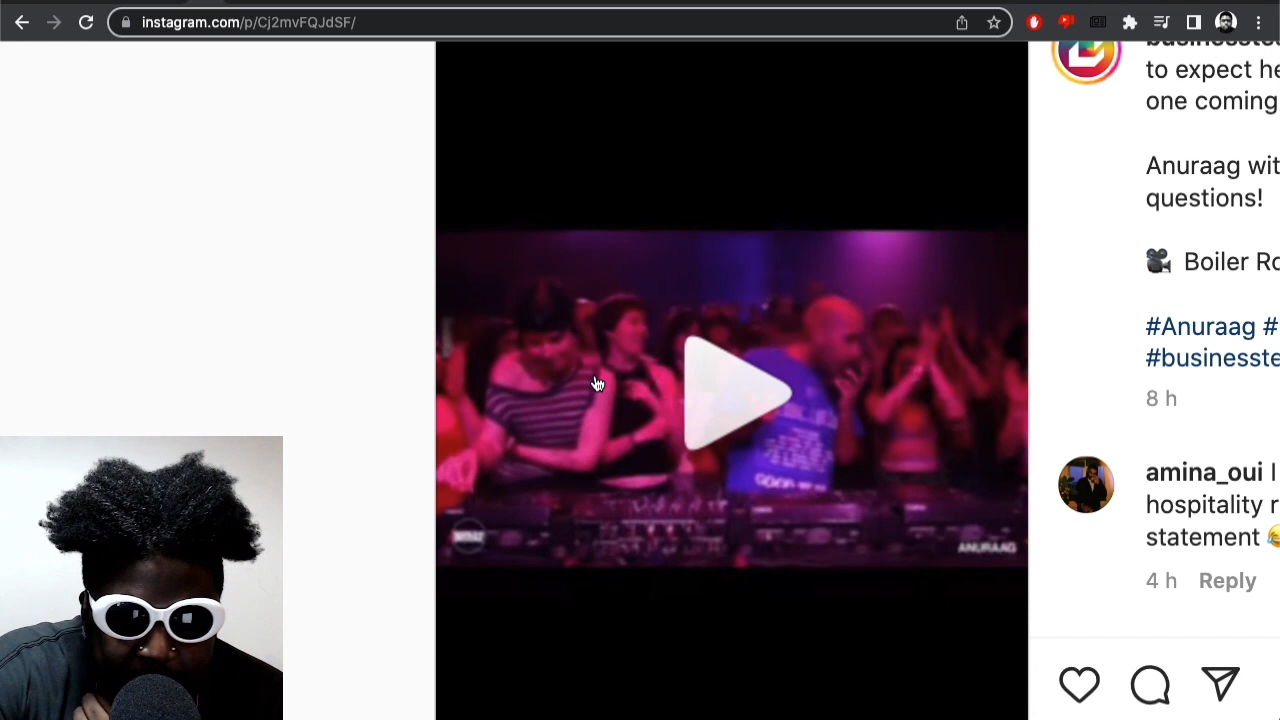 instagram.com/p/Cj2mvFQJdSF/
to expect he
one coming
Anuraag wit
questions!
🎥 Boiler Ro
#Anuraag #
#businesste
8 h
amina_oui I
hospitality r
statement 😂
4 h Reply
ANURAAG